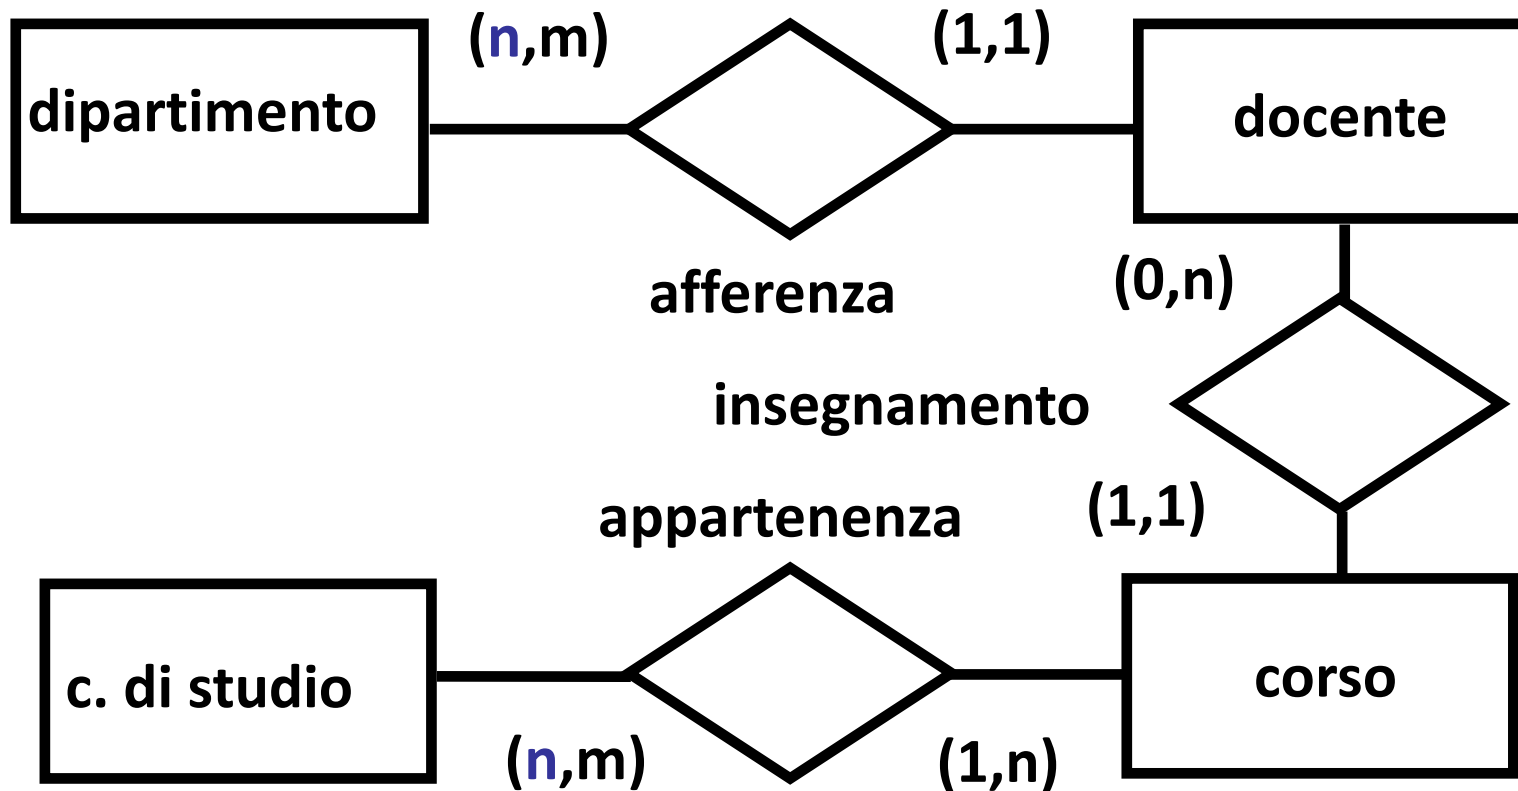 (n,m)
(1,1)
dipartimento
docente
afferenza
(0,n)
insegnamento
appartenenza
(1,1)
c. di studio
corso
(n,m)
(1,n)